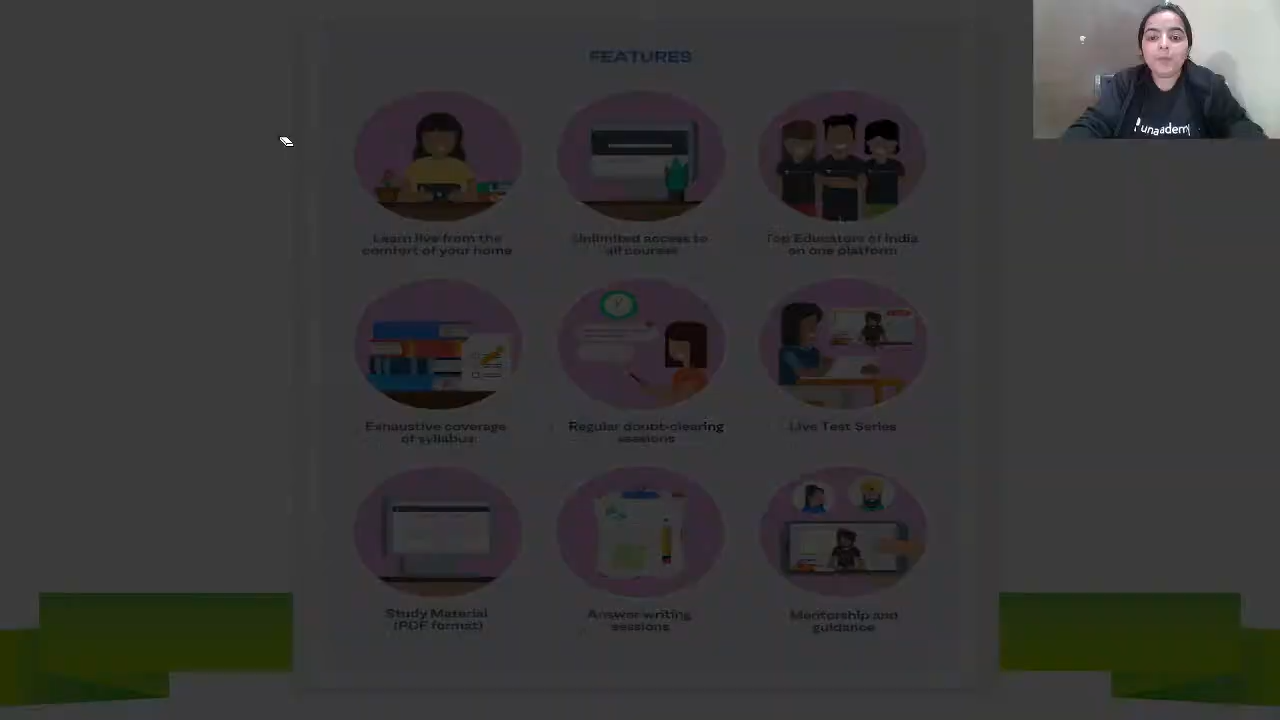 FEATURES
Learn live from the
comfort of your home
Unlimited access to
all courses
Top Educators of India
on one platform
Exhaustive coverage
of syllabus
Regular doubt-clearing
sessions
Live Test Series
Study Material
(PDF format)
Answer writing
sessions
Mentorship and
guidance
unacademy